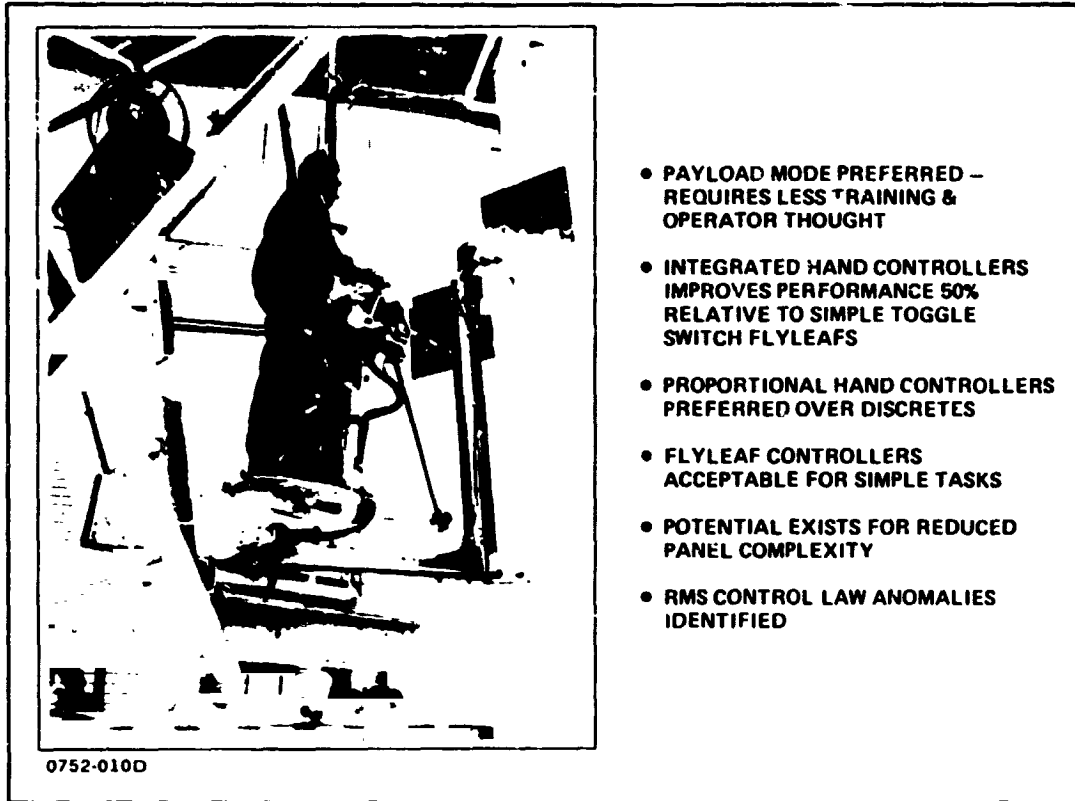 • PAYLOAD MODE PREFERRED –
REQUIRES LESS TRAINING &
OPERATOR THOUGHT
• INTEGRATED HAND CONTROLLERS
IMPROVES PERFORMANCE 50%
RELATIVE TO SIMPLE TOGGLE
SWITCH FLYLEAFS
• PROPORTIONAL HAND CONTROLLERS
PREFERRED OVER DISCRETES
• FLYLEAF CONTROLLERS
ACCEPTABLE FOR SIMPLE TASKS
• POTENTIAL EXISTS FOR REDUCED
PANEL COMPLEXITY
• RMS CONTROL LAW ANOMALIES
IDENTIFIED
0752-010D